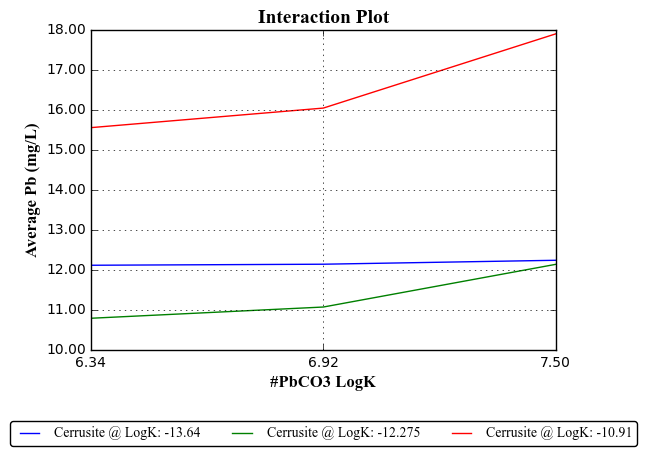 Interaction Plot
18.00
17.00
16.00
15.00
14.00
13.00
12.00
11.00
10.00
Average Pb (mg/L)
6.34 6.92 7.50
#PbCO3 LogK
Cerrusite @ LogK: -13.64 Cerrusite @ LogK: -12.275 Cerrusite @ LogK: -10.91